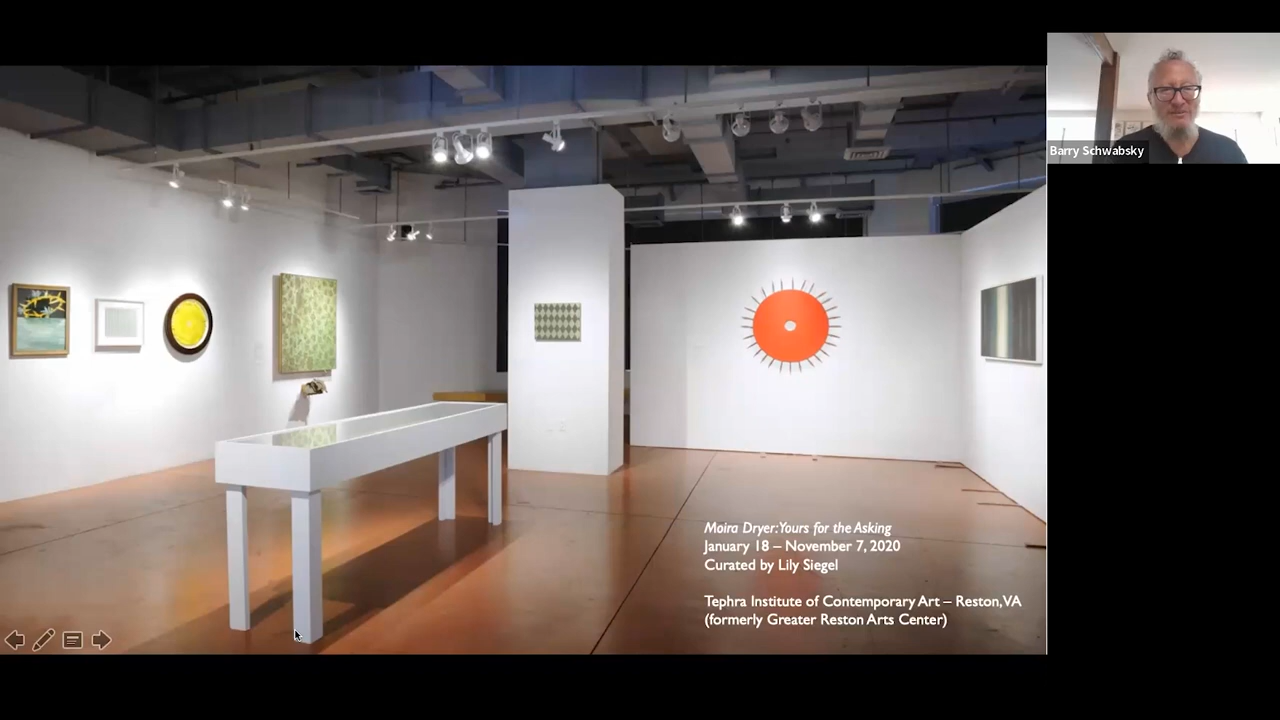 Barry Schwabsky
Moira Dryer: Yours for the Asking
January 18 – November 7, 2020
Curated by Lily Siegel
Tephra Institute of Contemporary Art – Reston, VA
(formerly Greater Reston Arts Center)